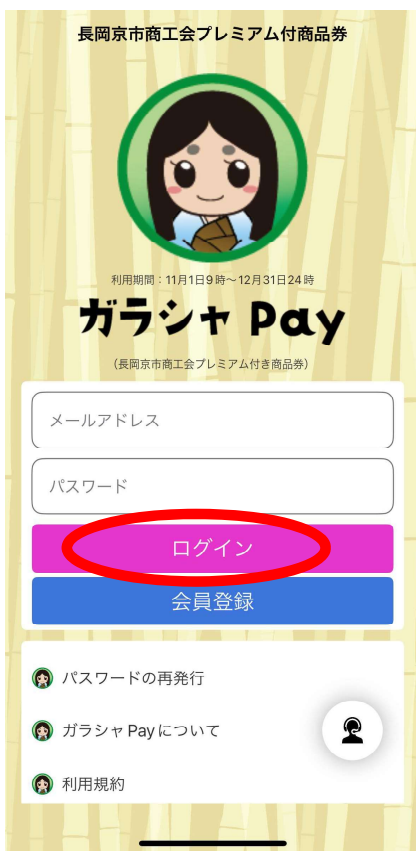 長岡京市商工会プレミアム付商品券
利用期間：11月1日9時～12月31日24時
ガラシャ Pay
（長岡京市商工会プレミアム付き商品券）
メールアドレス
パスワード
ログイン
会員登録
パスワードの再発行
ガラシャ Payについて
利用規約